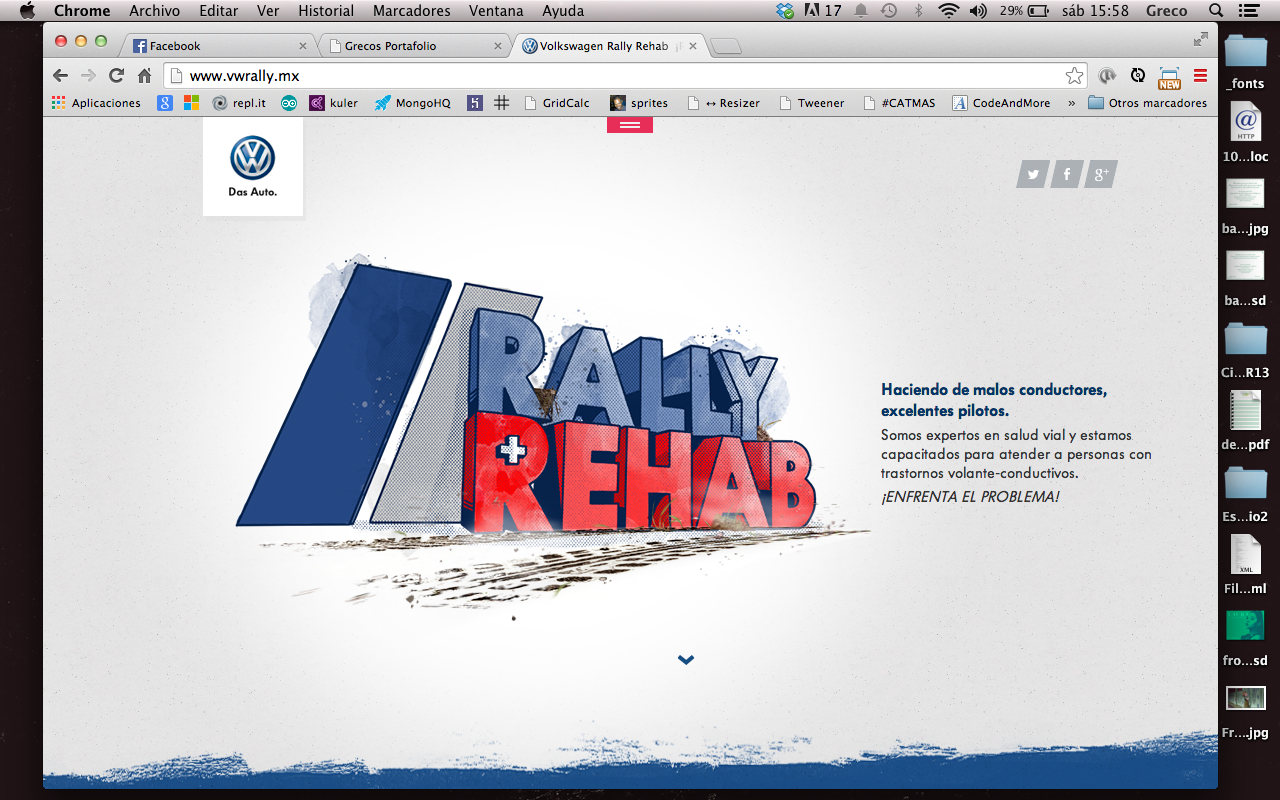 Chrome Archivo Editar Ver Historial Marcadores Ventana Ayuda 17 29% sáb 15:58 Greco
Facebook Grecos Portafolio Volkswagen Rally Rehab
www.vwrally.mx
NEW
Aplicaciones repl.it kuler MongoHQ GridCalc sprites ↔ Resizer Tweener #CATMAS CodeAndMore » Otros marcadores
Das Auto.
RALLY
REHAB
Haciendo de malos conductores,
excelentes pilotos.
Somos expertos en salud vial y estamos
capacitados para atender a personas con
trastornos volante-conductivos.
¡ENFRENTA EL PROBLEMA!
_fonts
@
HTTP
10...loc
ba...jpg
ba...sd
Ci...R13
de...pdf
Es...io2
XML
Fil...ml
fro...sd
Fr....jpg